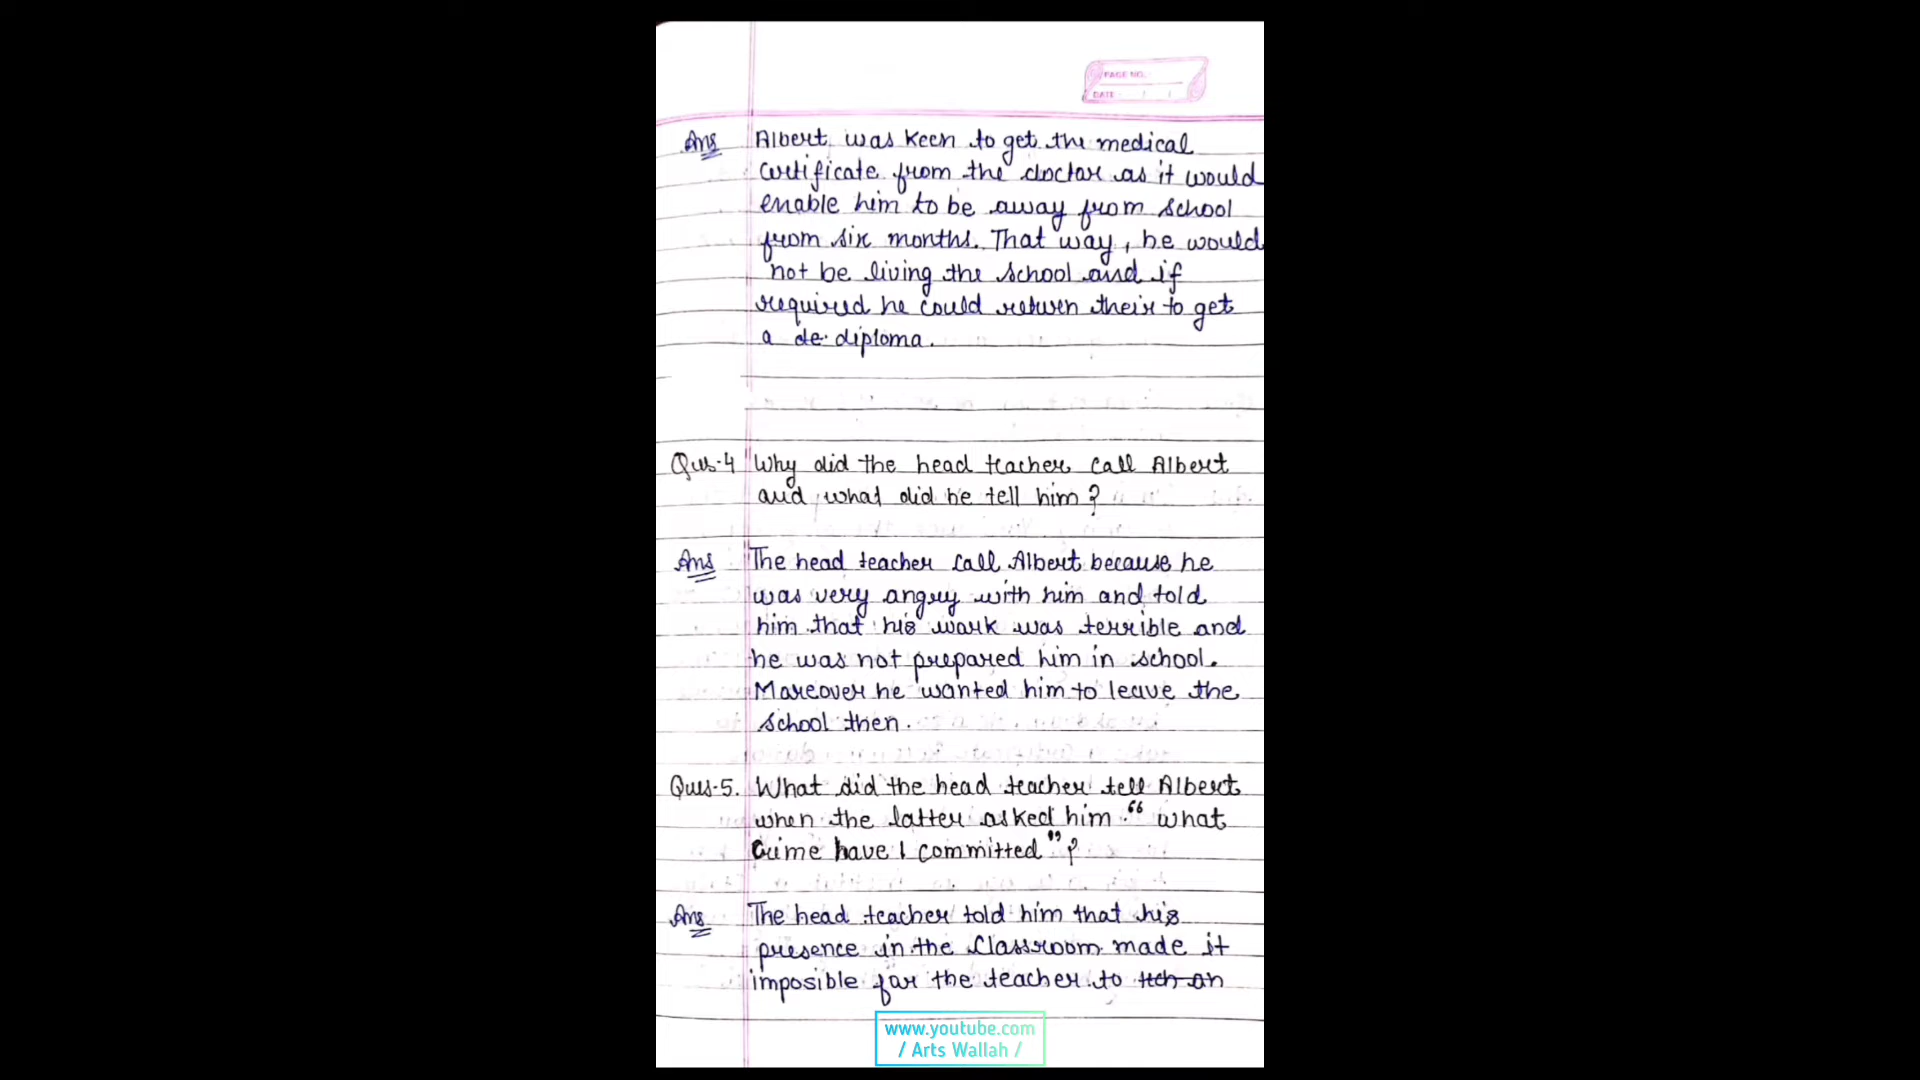 PAGE NO.
DATE
Ans Albert was keen to get the medical
certificate from the doctor as it would
enable him to be away from school
from six months. That way, he would
not be living the school and if
required he could return their to get
a de diploma.
Ques-4 Why did the head teacher call Albert
and what did he tell him?
Ans The head teacher call Albert because he
was very angry with him and told
him that his work was terrible and
he was not prepared him in school.
Moreover he wanted him to leave the
school then.
Ques-5. What did the head teacher tell Albert
when the latter asked him "what
Crime have I committed"?
Ans The head teacher told him that his
presence in the Classroom made it
imposible for the teacher to
www.youtube.com
/ Arts Wallah /